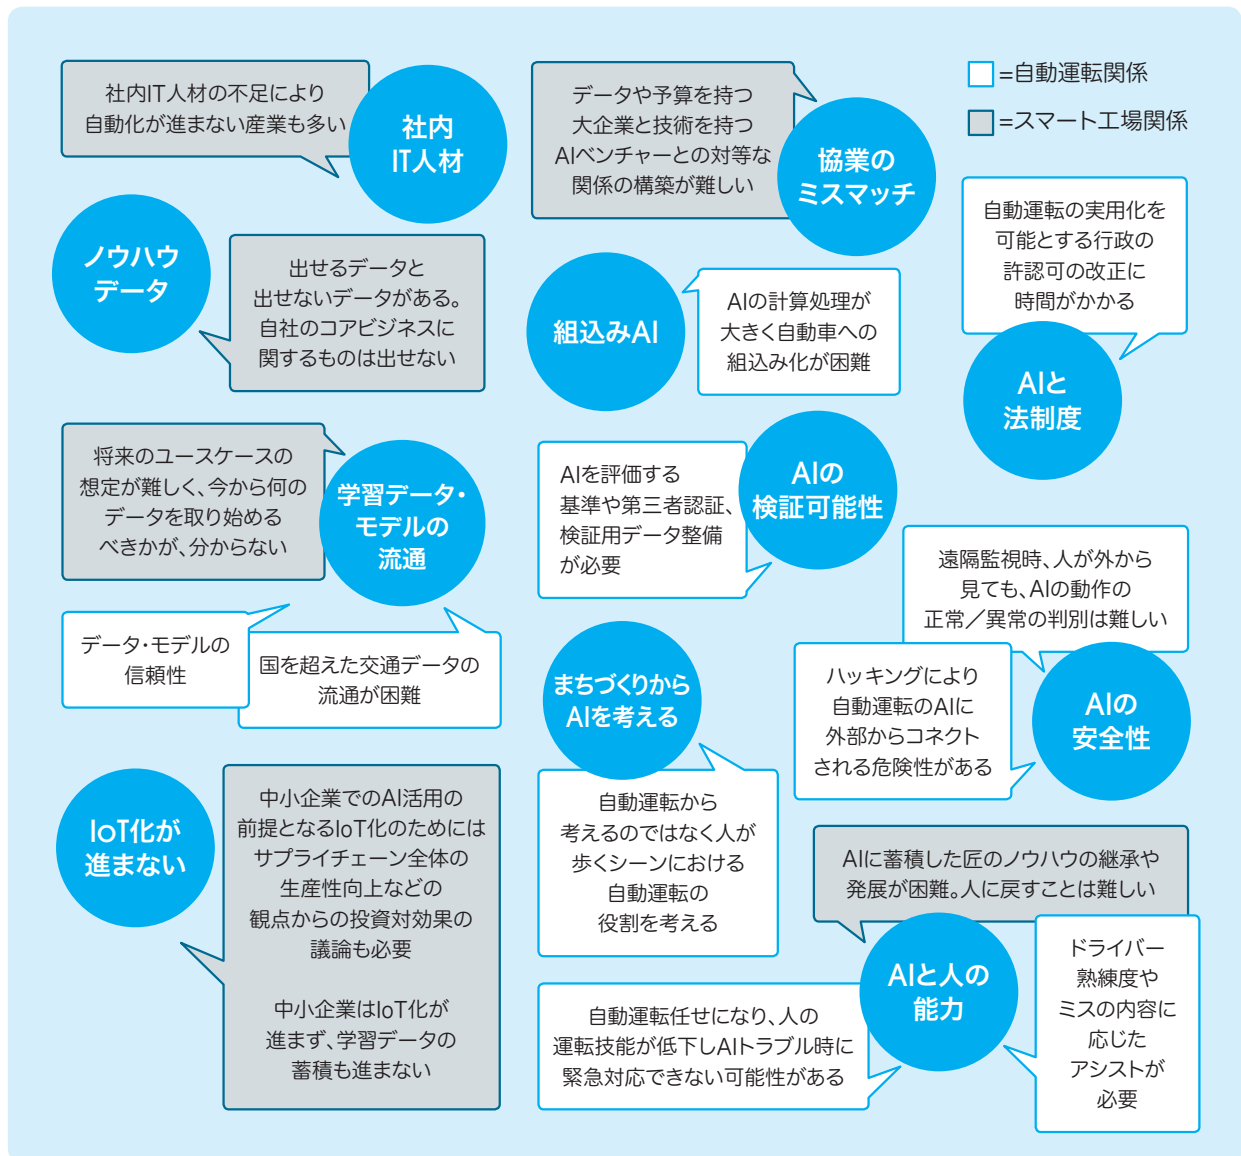 社内IT人材の不足により
自動化が進まない産業も多い
社内
IT人材
データや予算を持つ
大企業と技術を持つ
AIベンチャーとの対等な
関係の構築が難しい
協業の
ミスマッチ
=自動運転関係
=スマート工場関係
ノウハウ
データ
出せるデータと
出せないデータがある。
自社のコアビジネスに
関するものは出せない
組込みAI
AIの計算処理が
大きく自動車への
組込み化が困難
自動運転の実用化を
可能とする行政の
許認可の改正に
時間がかかる
AIと
法制度
将来のユースケースの
想定が難しく、今から何の
データを取り始める
べきかが、分からない
学習データ・
モデルの
流通
データ・モデルの
信頼性
国を超えた交通データの
流通が困難
AIを評価する
基準や第三者認証、
検証用データ整備
が必要
AIの
検証可能性
遠隔監視時、人が外から
見ても、AIの動作の
正常／異常の判別は難しい
ハッキングにより
自動運転のAIに
外部からコネクト
される危険性がある
AIの
安全性
まちづくりから
AIを考える
自動運転から
考えるのではなく人が
歩くシーンにおける
自動運転の
役割を考える
IoT化が
進まない
中小企業でのAI活用の
前提となるIoT化のためには
サプライチェーン全体の
生産性向上などの
観点からの投資対効果の
議論も必要
中小企業はIoT化が
進まず、学習データの
蓄積も進まない
AIに蓄積した匠のノウハウの継承や
発展が困難。人に戻すことは難しい
AIと人の
能力
自動運転任せになり、人の
運転技能が低下しAIトラブル時に
緊急対応できない可能性がある
ドライバー
熟練度や
ミスの内容に
応じた
アシストが
必要